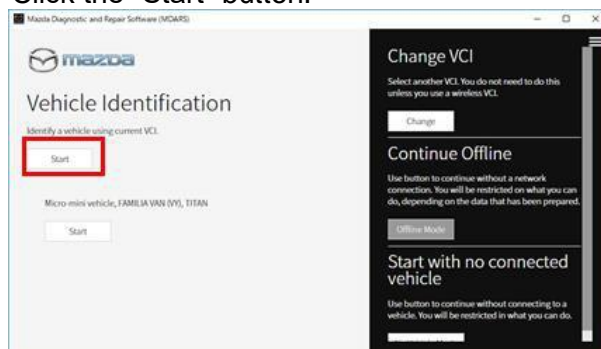 Click the "Start" button.
Mazda Diagnostic and Repair Software (MDARS)
mazda
Vehicle Identification
Identify a vehicle using current VCI.
Start
Micro-mini vehicle, FAMILIA VAN (VY), TITAN
Start
Change VCI
Select another VCI. You do not need to do this
unless you use a wireless VCI.
Change
Continue Offline
Use button to continue without a network
connection. You will be restricted on what you can
do, depending on the data that has been prepared.
Offline Mode
Start with no connected
vehicle
Use button to continue without connecting to a
vehicle. You will be restricted in what you can do.